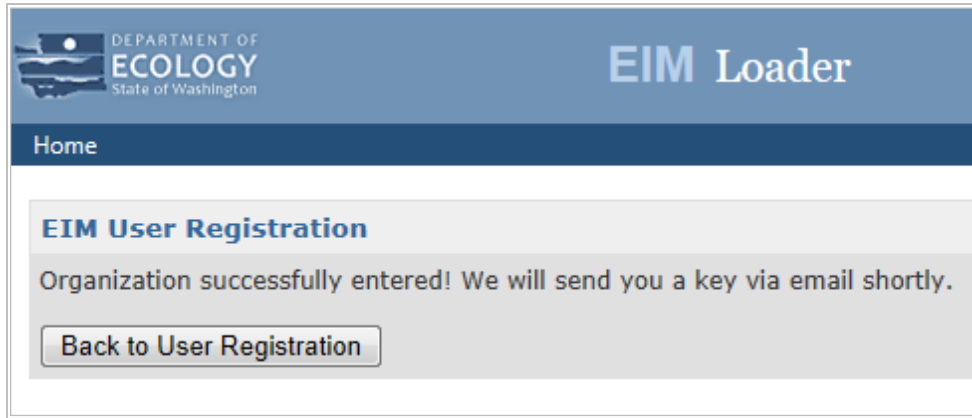 DEPARTMENT OF
ECOLOGY
State of Washington
EIM Loader
Home
EIM User Registration
Organization successfully entered! We will send you a key via email shortly.
Back to User Registration